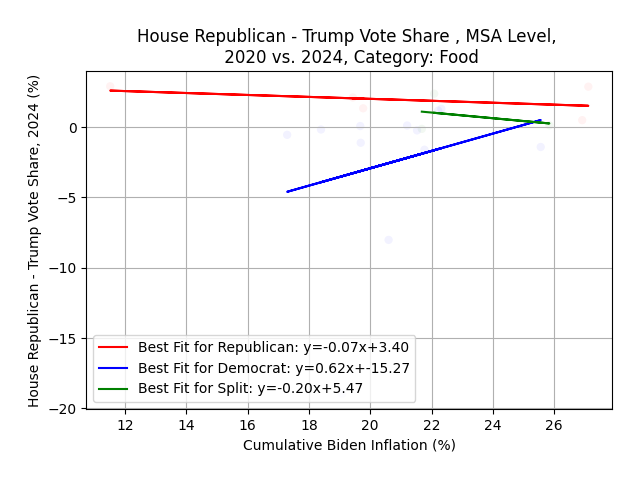 House Republican - Trump Vote Share , MSA Level,
2020 vs. 2024, Category: Food
House Republican - Trump Vote Share, 2024 (%)
0
−5
−10
−15
−20
Best Fit for Republican: y=-0.07x+3.40
Best Fit for Democrat: y=0.62x+-15.27
Best Fit for Split: y=-0.20x+5.47
12 14 16 18 20 22 24 26
Cumulative Biden Inflation (%)